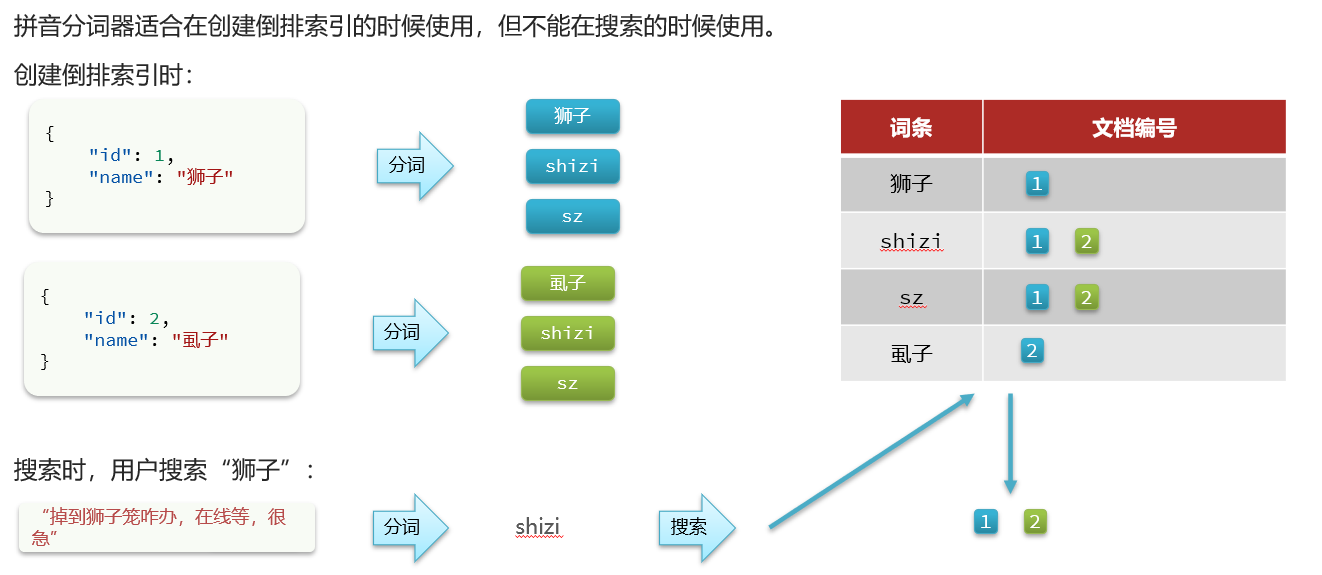 拼音分词器适合在创建倒排索引的时候使用，但不能在搜索的时候使用。
创建倒排索引时：
{
"id": 1,
"name": "狮子"
}
分词
狮子
shizi
sz
{
"id": 2,
"name": "虱子"
}
分词
虱子
shizi
sz
词条 文档编号
狮子 1
shizi 1 2
sz 1 2
虱子 2
搜索时，用户搜索“狮子”：
“掉到狮子笼咋办，在线等，很
急”
分词
shizi
搜索
1 2